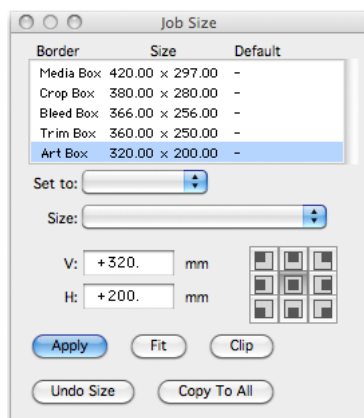 Job Size
Border Size Default
Media Box 420.00 × 297.00 -
Crop Box 380.00 × 280.00 -
Bleed Box 366.00 × 256.00 -
Trim Box 360.00 × 250.00 -
Art Box 320.00 × 200.00 -
Set to:
Size:
V: +320. mm
H: +200. mm
Apply Fit Clip
Undo Size Copy To All